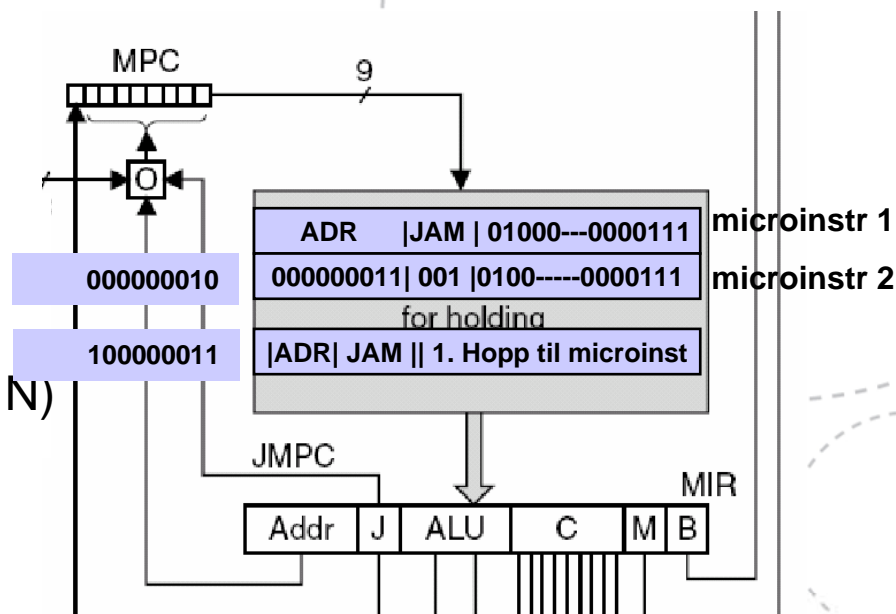 MPC
9
O
ADR |JAM | 01000---0000111
microinstr 1
000000010
000000011| 001 |0100-----0000111
microinstr 2
for holding
100000011
|ADR| JAM || 1. Hopp til microinst
N)
JMPC
MIR
Addr J ALU C M B